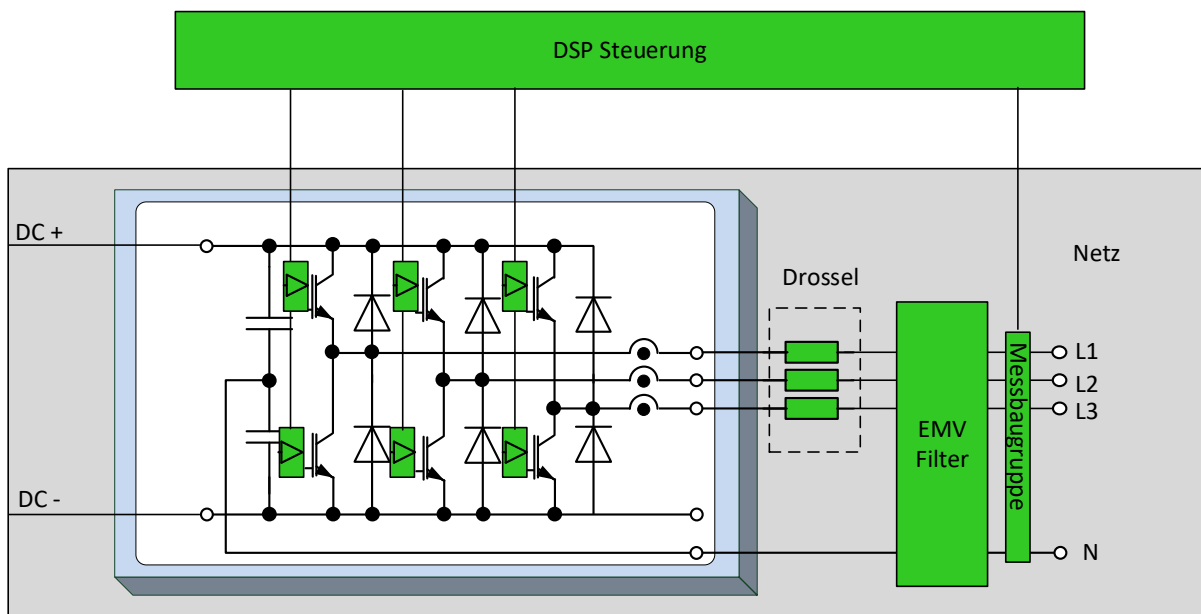 DSP Steuerung
DC +
Netz
Drossel
L1
L2
L3
EMV
Filter
Messbaugruppe
DC -
N